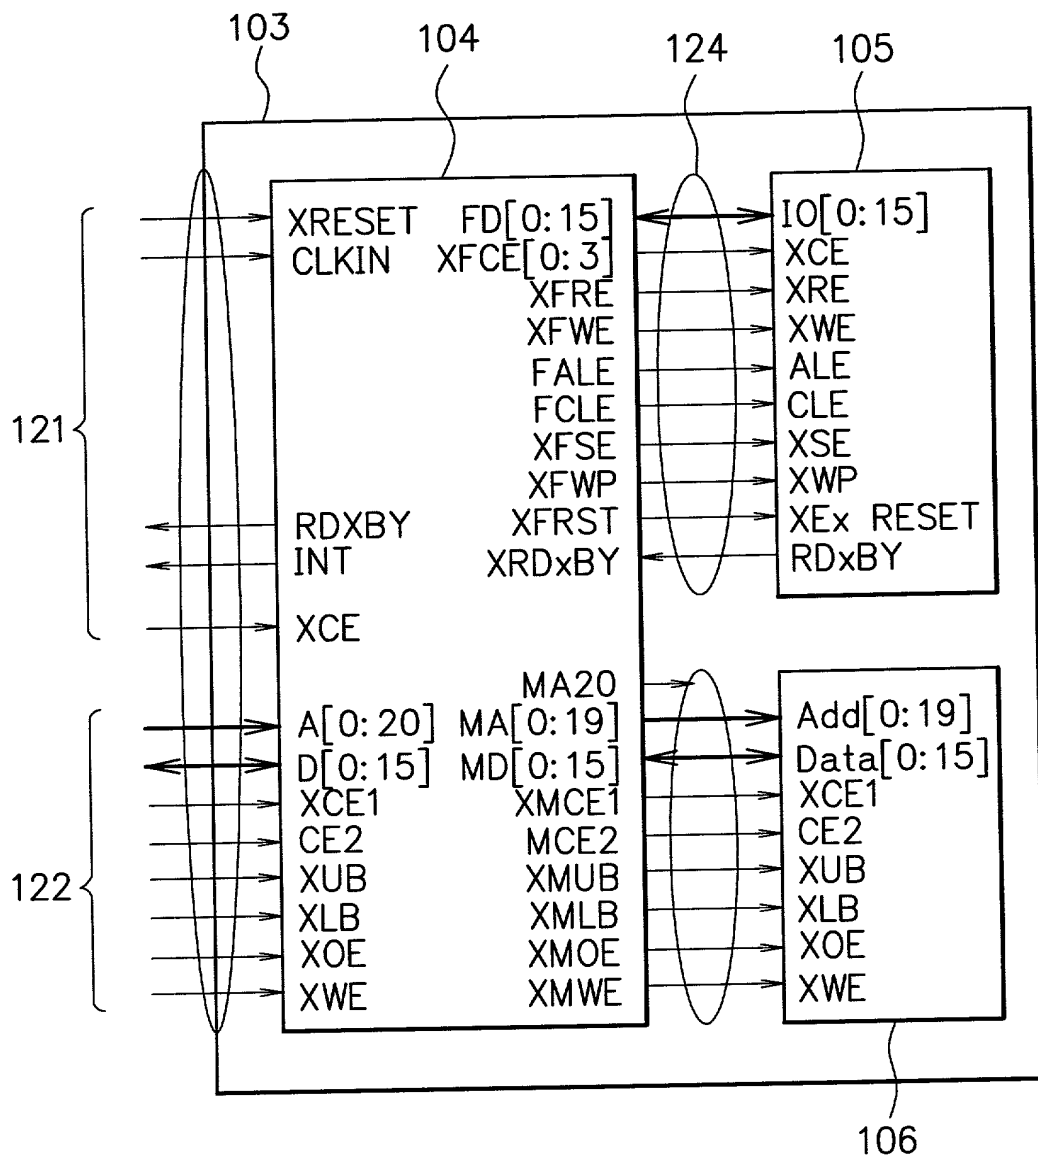 103
104
124
105
XRESET FD[0:15] IO[0:15]
CLKIN XFCE[0:3] XCE
XFRE XRE
XFWE XWE
FALE ALE
FCLE CLE
121
XFSE XSE
XFWP XWP
RDXBY XFRST XEx RESET
INT XRDxBY RDxBY
XCE
MA20
A[0:20] MA[0:19] Add[0:19]
D[0:15] MD[0:15] Data[0:15]
XCE1 XMCE1 XCE1
CE2 MCE2 CE2
122
XUB XMUB XUB
XLB XMLB XLB
XOE XMOE XOE
XWE XMWE XWE
106